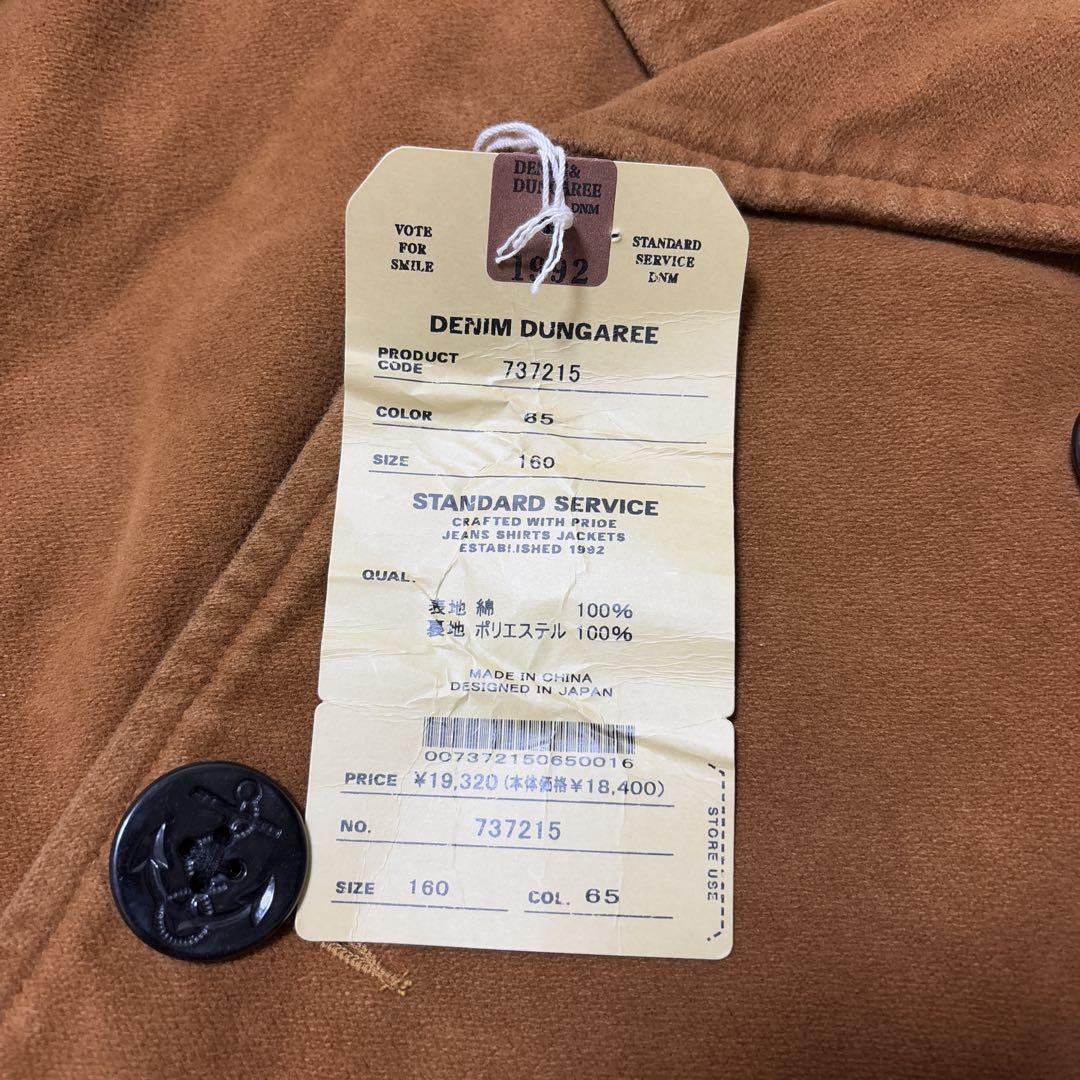 DENIM &
DUNGAREE
DNM
1992
VOTE
FOR
SMILE
STANDARD
SERVICE
DNM
DENIM DUNGAREE
PRODUCT
CODE 737215
COLOR 65
SIZE 160
STANDARD SERVICE
CRAFTED WITH PRIDE
JEANS SHIRTS JACKETS
ESTABLISHED 1992
QUAL.
表地 綿 100%
裏地 ポリエステル 100%
MADE IN CHINA
DESIGNED IN JAPAN
007372150650016
PRICE ¥19,320(本体価格¥18,400)
NO. 737215
SIZE 160 COL. 65
STORE USE